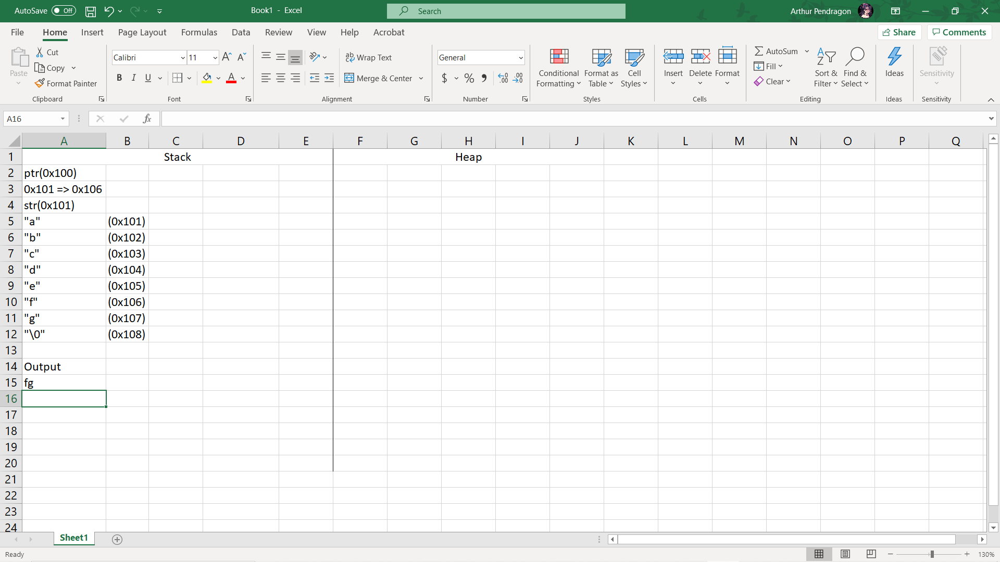 AutoSave Off Book1 - Excel Search Arthur Pendragon
File Home Insert Page Layout Formulas Data Review View Help Acrobat Share Comments
Paste Cut Copy Format Painter
Clipboard
Calibri 11
B I U A
Font
Wrap Text
Merge & Center
Alignment
General
$ % 9
Number
Conditional Formatting Format as Table Cell Styles
Styles
Insert Delete Format
Cells
AutoSum
Fill
Clear
Sort & Filter Find & Select
Editing
Ideas
Ideas
Sensitivity
Sensitivity
A16 fx
A B C D E F G H I J K L M N O P Q
1 Stack Heap
2 ptr(0x100)
3 0x101 => 0x106
4 str(0x101)
5 "a" (0x101)
6 "b" (0x102)
7 "c" (0x103)
8 "d" (0x104)
9 "e" (0x105)
10 "f" (0x106)
11 "g" (0x107)
12 "\0" (0x108)
13
14 Output
15 fg
16
17
18
19
20
21
22
23
24
Sheet1
Ready 130%